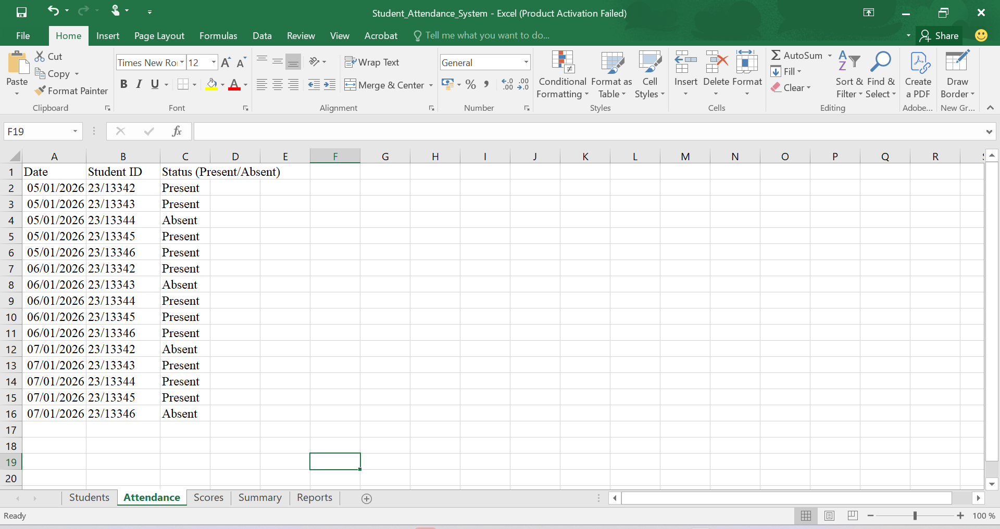 Student_Attendance_System - Excel (Product Activation Failed)
File Home Insert Page Layout Formulas Data Review View Acrobat Tell me what you want to do... Share
Paste Cut Copy Format Painter Clipboard
Times New Ro 12 B I U A A A Font
Wrap Text Merge & Center Alignment
General % Number
Conditional Formatting Format as Table Cell Styles Styles
Insert Delete Format Cells
AutoSum Fill Clear Sort & Filter Find & Select Editing
Create a PDF Adobe...
Draw Border New Gr...
F19 fx
A B C D E F G H I J K L M N O P Q R
1 Date Student ID Status (Present/Absent)
2 05/01/2026 23/13342 Present
3 05/01/2026 23/13343 Present
4 05/01/2026 23/13344 Absent
5 05/01/2026 23/13345 Present
6 05/01/2026 23/13346 Present
7 06/01/2026 23/13342 Present
8 06/01/2026 23/13343 Absent
9 06/01/2026 23/13344 Present
10 06/01/2026 23/13345 Present
11 06/01/2026 23/13346 Present
12 07/01/2026 23/13342 Absent
13 07/01/2026 23/13343 Present
14 07/01/2026 23/13344 Present
15 07/01/2026 23/13345 Present
16 07/01/2026 23/13346 Absent
17
18
19
20
Students Attendance Scores Summary Reports
Ready 100 %